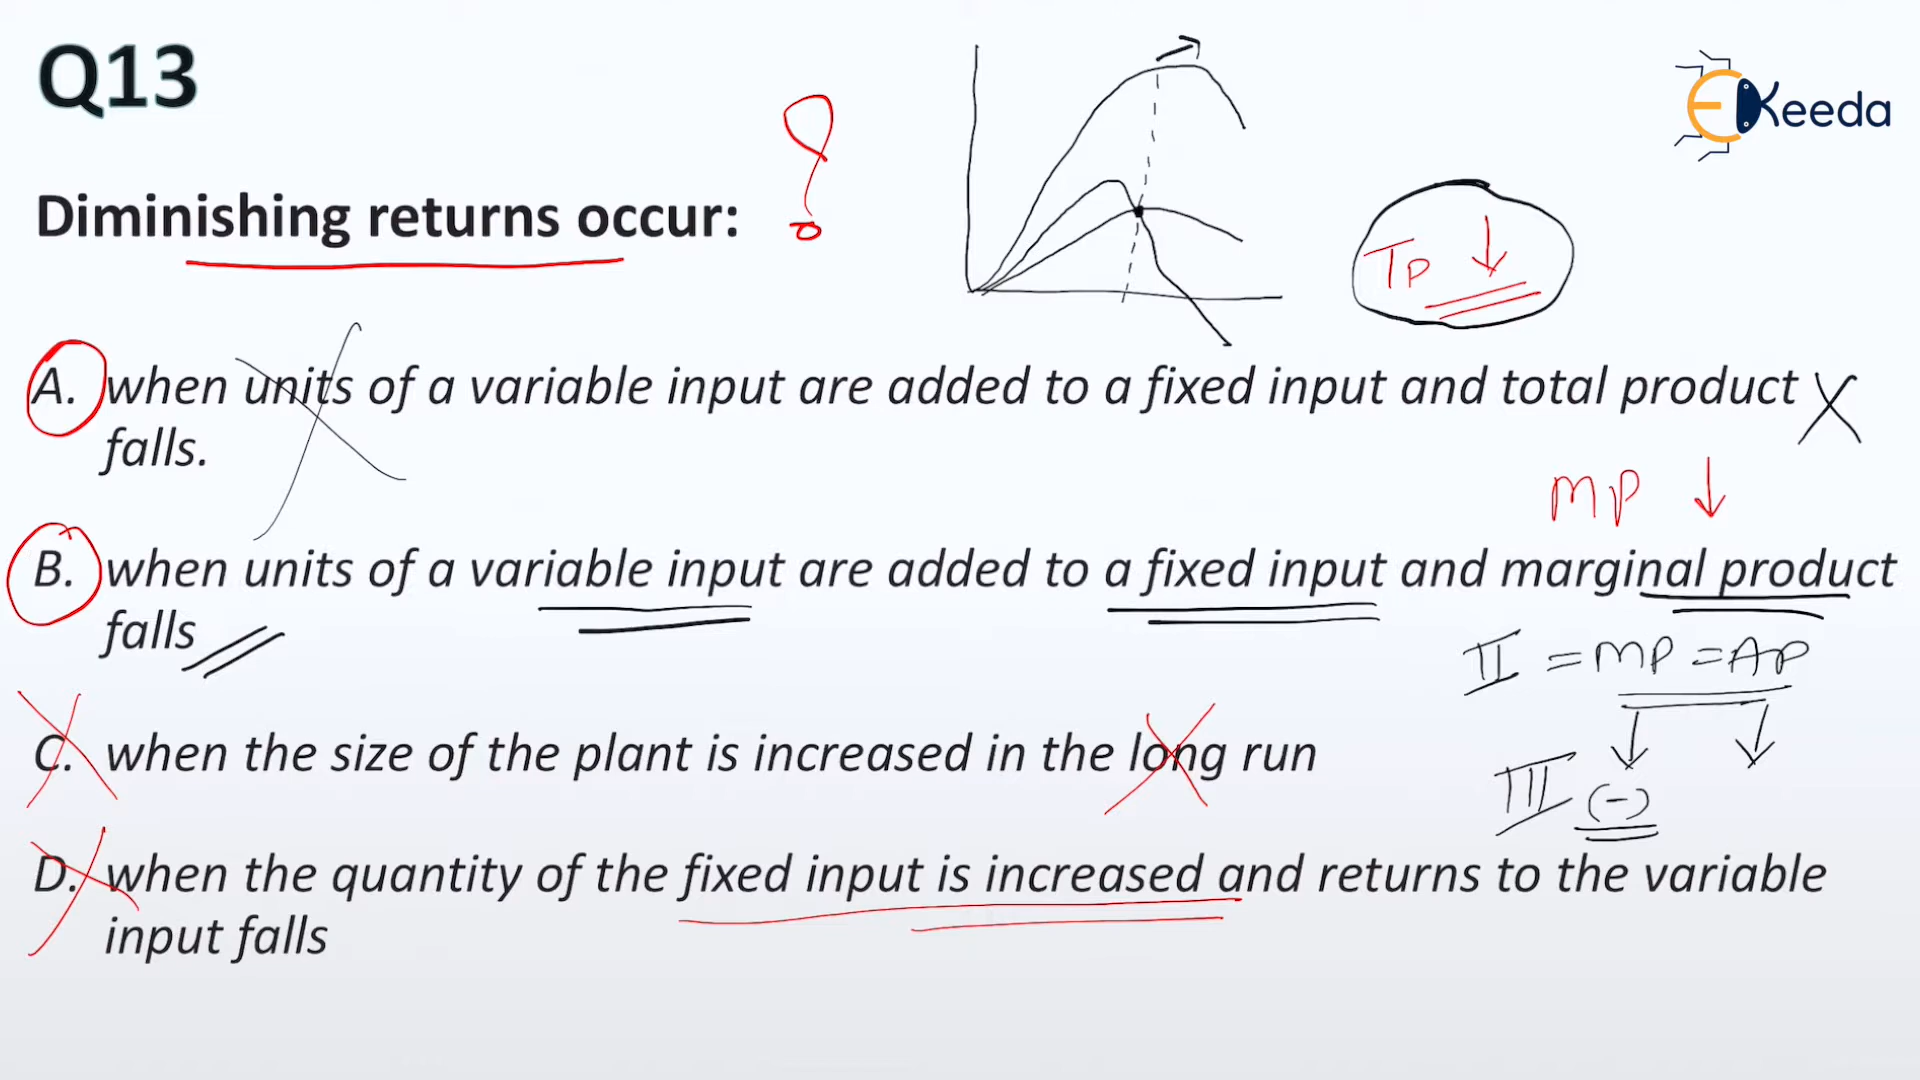 Q13
EKeeda
Diminishing returns occur:
TP
A. when units of a variable input are added to a fixed input and total product
falls.
MP
B. when units of a variable input are added to a fixed input and marginal product
falls
II = MP = AP
C. when the size of the plant is increased in the long run
III (-)
D. when the quantity of the fixed input is increased and returns to the variable
input falls